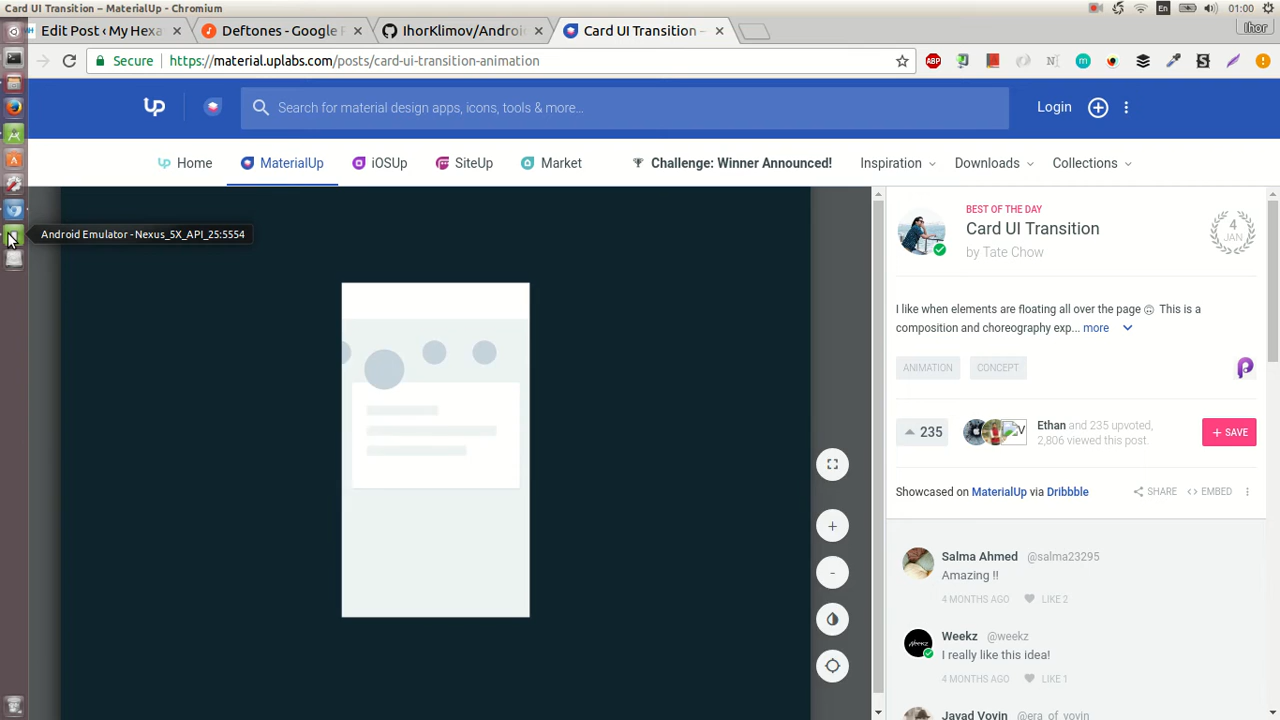 Card UI Transition – MaterialUp - Chromium
En
01:00
Edit Post ‹ My Hexa
Deftones - Google P
IhorKlimov/Androi
Card UI Transition –
Ihor
Secure
https://material.uplabs.com/posts/card-ui-transition-animation
ABP
Search for material design apps, icons, tools & more...
Login
Home
MaterialUp
iOSUp
SiteUp
Market
Challenge: Winner Announced!
Inspiration
Downloads
Collections
Android Emulator - Nexus_5X_API_25:5554
BEST OF THE DAY
Card UI Transition
by Tate Chow
4
JAN
I like when elements are floating all over the page 🙃 This is a
composition and choreography exp... more
ANIMATION
CONCEPT
235
Ethan and 235 upvoted,
2,806 viewed this post.
+ SAVE
Showcased on MaterialUp via Dribbble
SHARE
EMBED
Salma Ahmed @salma23295
Amazing !!
4 MONTHS AGO
LIKE 2
Weekz @weekz
I really like this idea!
4 MONTHS AGO
LIKE 1
Javad Vovin @era_of_vovin